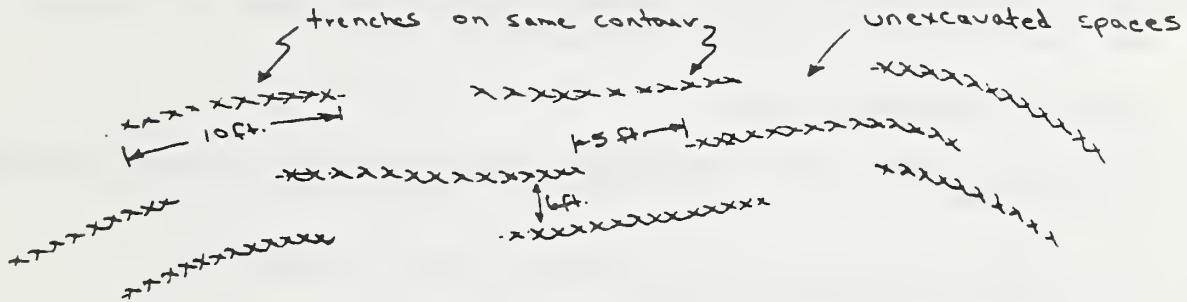 trenches on same contour
unexcavated spaces
10 ft.
5 ft
6 ft.